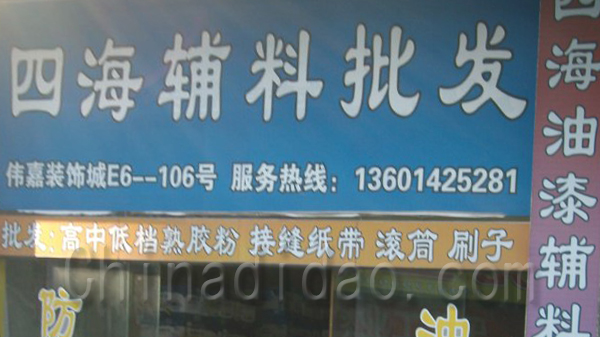 四海辅料批发
伟嘉装饰城E6--106号 服务热线：13601425281
批发：高中低档熟胶粉 接缝纸带 滚筒 刷子
四海油漆辅料
防
油
Chinadidao.com